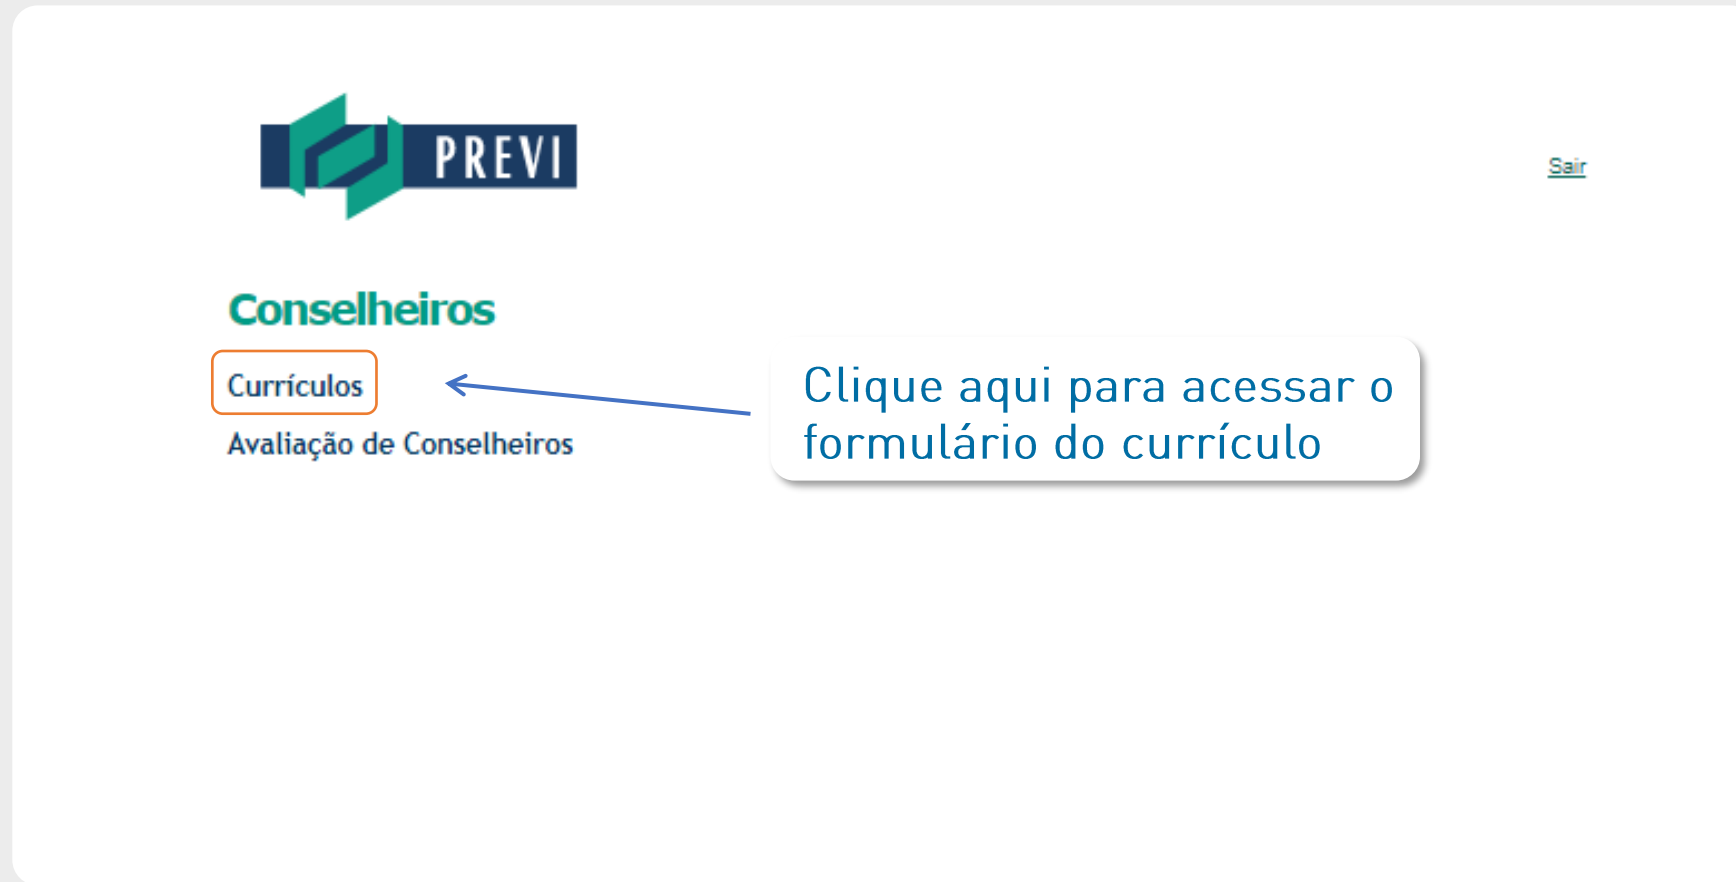 PREVI
Sair
Conselheiros
Currículos
Avaliação de Conselheiros
Clique aqui para acessar o
formulário do currículo